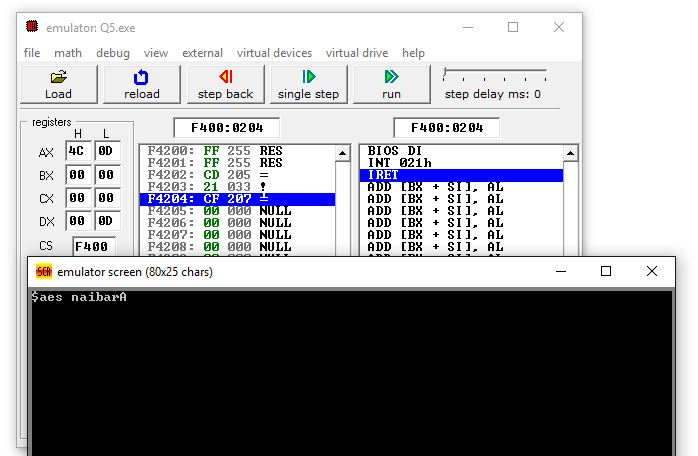 emulator: Q5.exe
file math debug view external virtual devices virtual drive help
Load reload step back single step run step delay ms: 0
registers
H L
F400:0204 F400:0204
AX 4C 0D
BX 00 00
CX 00 00
DX 00 0D
CS F400
F4200: FF 255 RES
F4201: FF 255 RES
F4202: CD 205 =
F4203: 21 033 !
F4204: CF 207 ╧
F4205: 00 000 NULL
F4206: 00 000 NULL
F4207: 00 000 NULL
F4208: 00 000 NULL
BIOS DI
INT 021h
IRET
ADD [BX + SI], AL
ADD [BX + SI], AL
ADD [BX + SI], AL
ADD [BX + SI], AL
ADD [BX + SI], AL
ADD [BX + SI], AL
SCR emulator screen (80x25 chars)
$aes naibarA